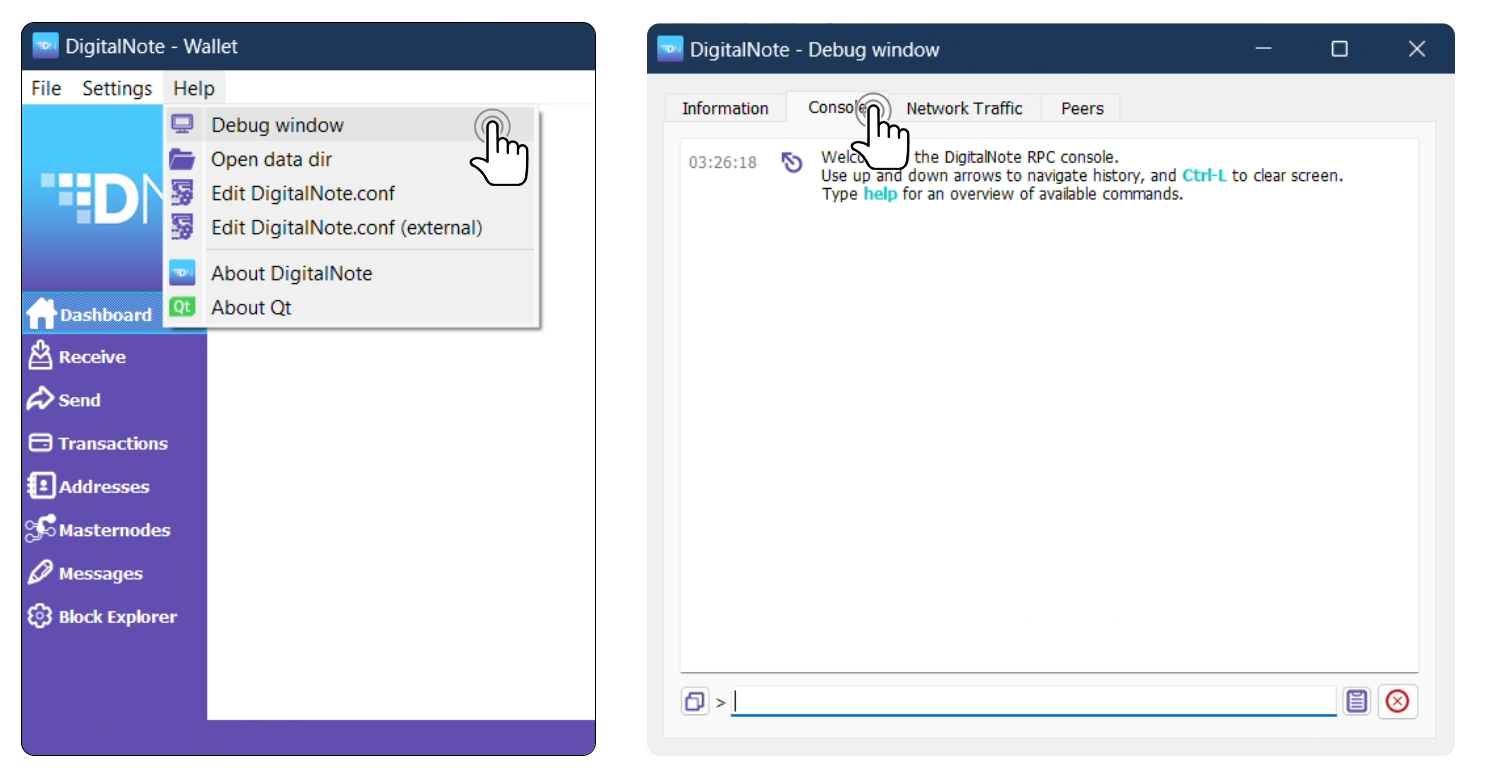 DigitalNote - Wallet
File Settings Help
Debug window
Open data dir
Edit DigitalNote.conf
Edit DigitalNote.conf (external)
About DigitalNote
About Qt
Dashboard
Receive
Send
Transactions
Addresses
Masternodes
Messages
Block Explorer
DigitalNote - Debug window
Information Console Network Traffic Peers
03:26:18
the DigitalNote RPC console.
Use up and down arrows to navigate history, and Ctrl-L to clear screen.
Type help for an overview of available commands.
>